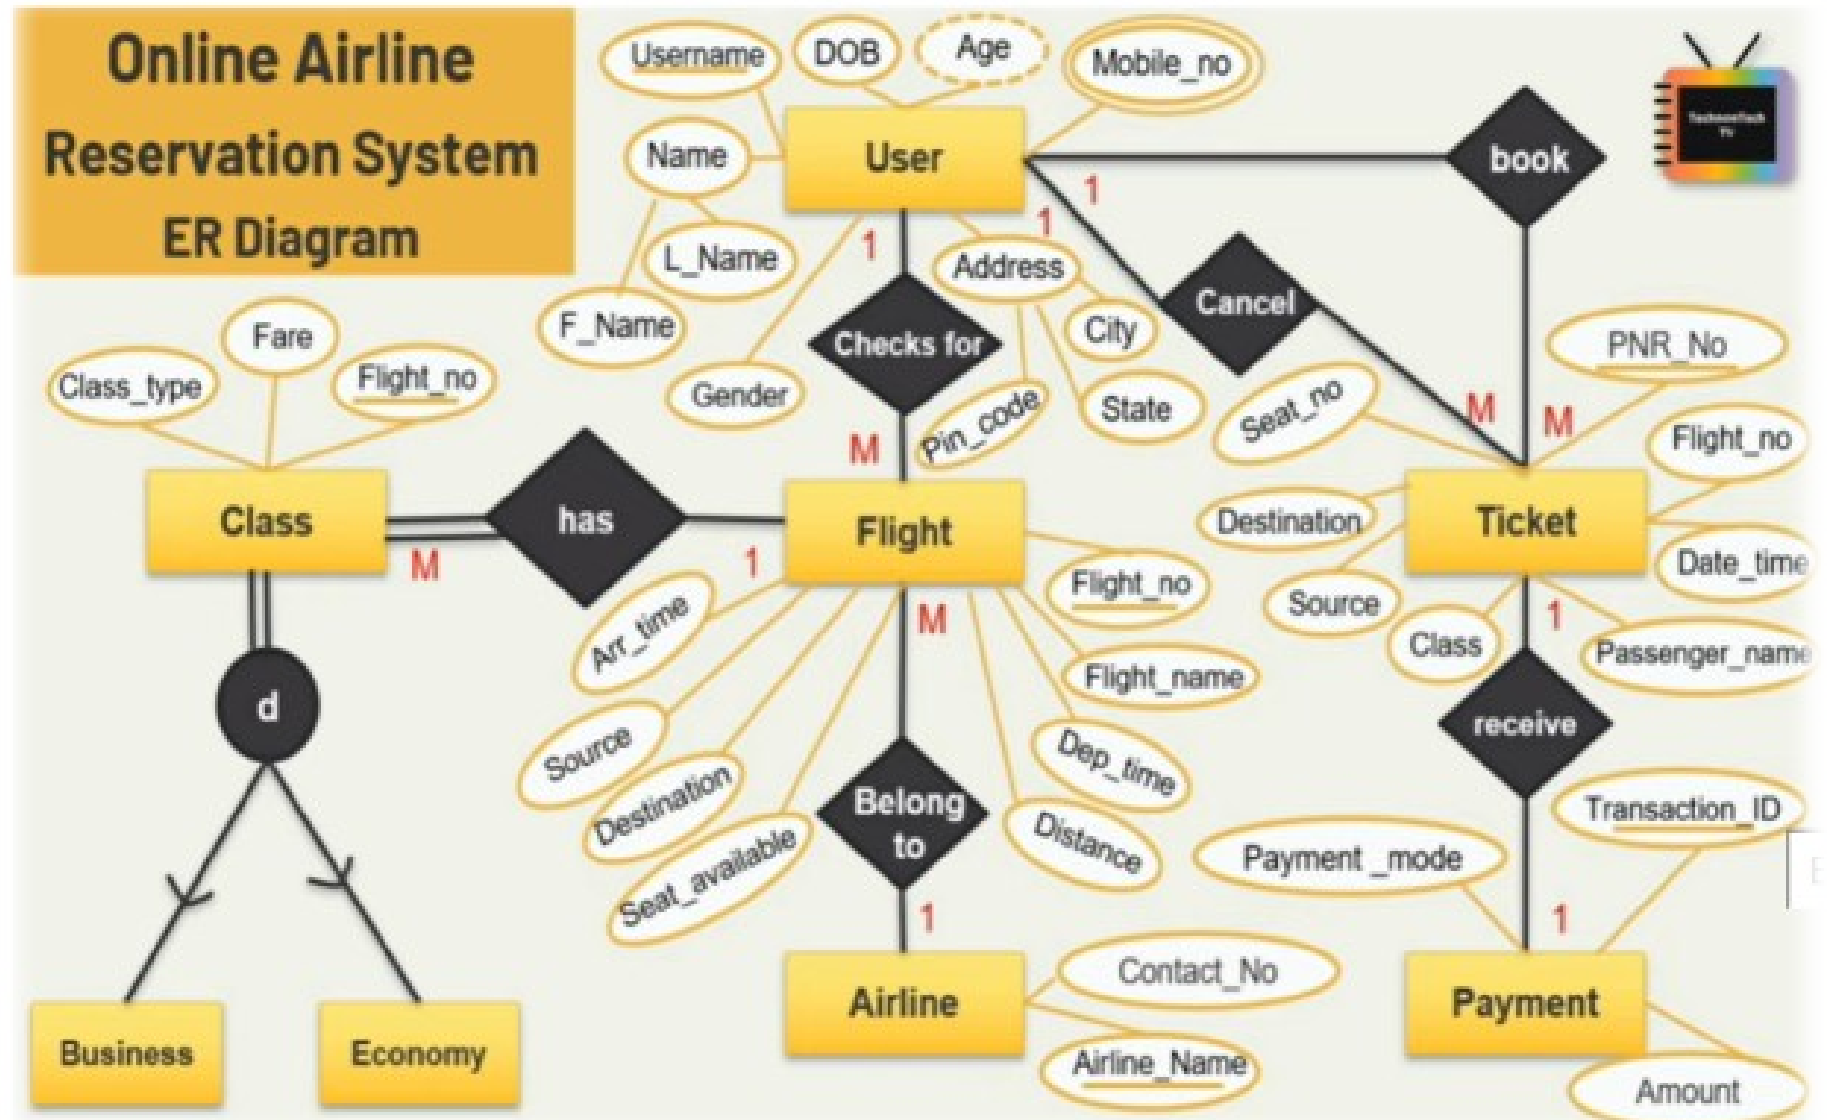 Online Airline
Reservation System
ER Diagram
Username
DOB
Age
Mobile_no
TechnonTech
TV
Name
User
book
1
1
1
L_Name
Address
F_Name
Checks for
City
Cancel
PNR_No
Fare
Class_type
Flight_no
Gender
Pin_code
State
Seat_no
M
M
M
Flight_no
Class
has
Flight
Destination
Ticket
M
1
Date_time
Arr_time
M
Flight_no
Source
Class
1
Passenger_name
Flight_name
d
Source
Dep_time
receive
Destination
Belong
to
Distance
Transaction_ID
Seat_available
Payment _mode
1
1
Contact_No
Airline
Payment
Business
Economy
Airline_Name
Amount